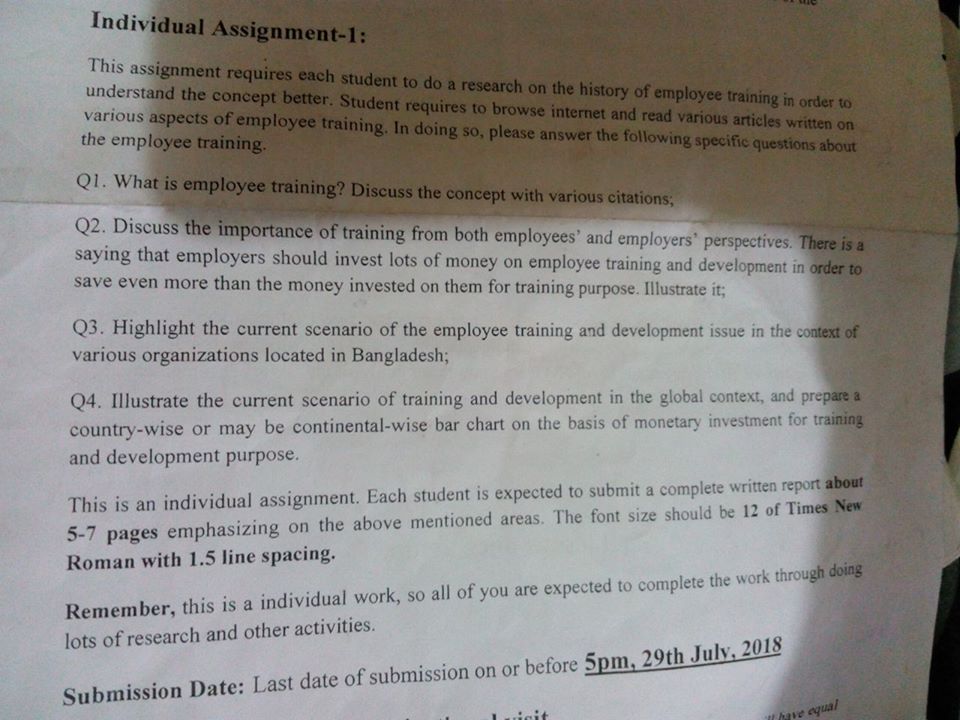 Individual Assignment-1:
This assignment requires each student to do a research on the history of employee training in order to
understand the concept better. Student requires to browse internet and read various articles written on
various aspects of employee training. In doing so, please answer the following specific questions about
the employee training.
Q1. What is employee training? Discuss the concept with various citations;
Q2. Discuss the importance of training from both employees' and employers' perspectives. There is a
saying that employers should invest lots of money on employee training and development in order to
save even more than the money invested on them for training purpose. Illustrate it;
Q3. Highlight the current scenario of the employee training and development issue in the context of
various organizations located in Bangladesh;
Q4. Illustrate the current scenario of training and development in the global context, and prepare a
country-wise or may be continental-wise bar chart on the basis of monetary investment for training
and development purpose.
This is an individual assignment. Each student is expected to submit a complete written report about
5-7 pages emphasizing on the above mentioned areas. The font size should be 12 of Times New
Roman with 1.5 line spacing.
Remember, this is a individual work, so all of you are expected to complete the work through doing
lots of research and other activities.
Submission Date: Last date of submission on or before 5pm, 29th July, 2018
have equal